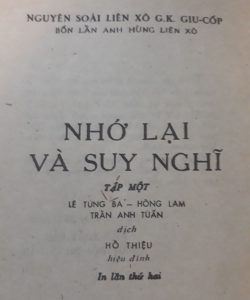 NGUYÊN SOÁI LIÊN XÔ G.K. GIU-CỐP
BỐN LẦN ANH HÙNG LIÊN XÔ
NHỚ LẠI
VÀ SUY NGHĨ
TẬP MỘT
LÊ TÙNG BA – HỒNG LAM
TRẦN ANH TUẤN
dịch
HỒ THIỆU
hiệu đính
In lần thứ hai